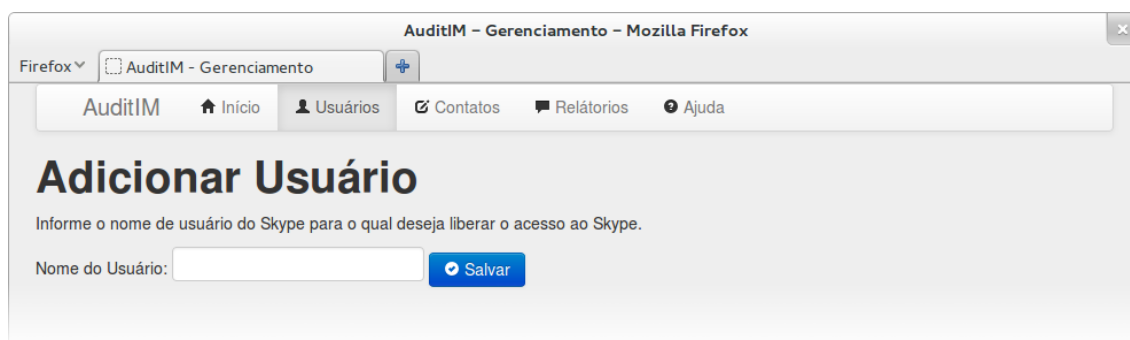 AuditIM – Gerenciamento – Mozilla Firefox
Firefox AuditIM - Gerenciamento
AuditIM Início Usuários Contatos Relátorios Ajuda
Adicionar Usuário
Informe o nome de usuário do Skype para o qual deseja liberar o acesso ao Skype.
Nome do Usuário: Salvar